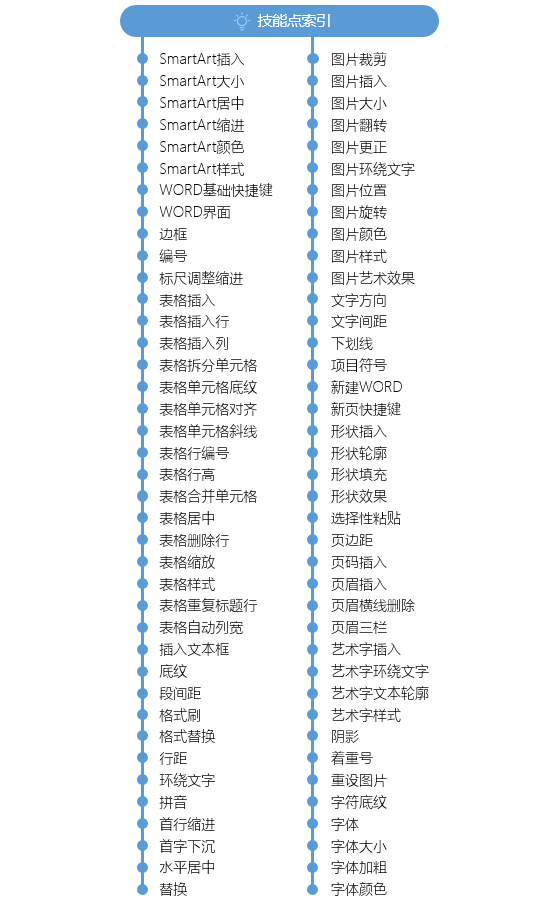 技能点索引
SmartArt插入
SmartArt大小
SmartArt居中
SmartArt缩进
SmartArt颜色
SmartArt样式
WORD基础快捷键
WORD界面
边框
编号
标尺调整缩进
表格插入
表格插入行
表格插入列
表格拆分单元格
表格单元格底纹
表格单元格对齐
表格单元格斜线
表格行编号
表格行高
表格合并单元格
表格居中
表格删除行
表格缩放
表格样式
表格重复标题行
表格自动列宽
插入文本框
底纹
段间距
格式刷
格式替换
行距
环绕文字
拼音
首行缩进
首字下沉
水平居中
替换
图片裁剪
图片插入
图片大小
图片翻转
图片更正
图片环绕文字
图片位置
图片旋转
图片颜色
图片样式
图片艺术效果
文字方向
文字间距
下划线
项目符号
新建WORD
新页快捷键
形状插入
形状轮廓
形状填充
形状效果
选择性粘贴
页边距
页码插入
页眉插入
页眉横线删除
页眉三栏
艺术字插入
艺术字环绕文字
艺术字文本轮廓
艺术字样式
阴影
着重号
重设图片
字符底纹
字体
字体大小
字体加粗
字体颜色